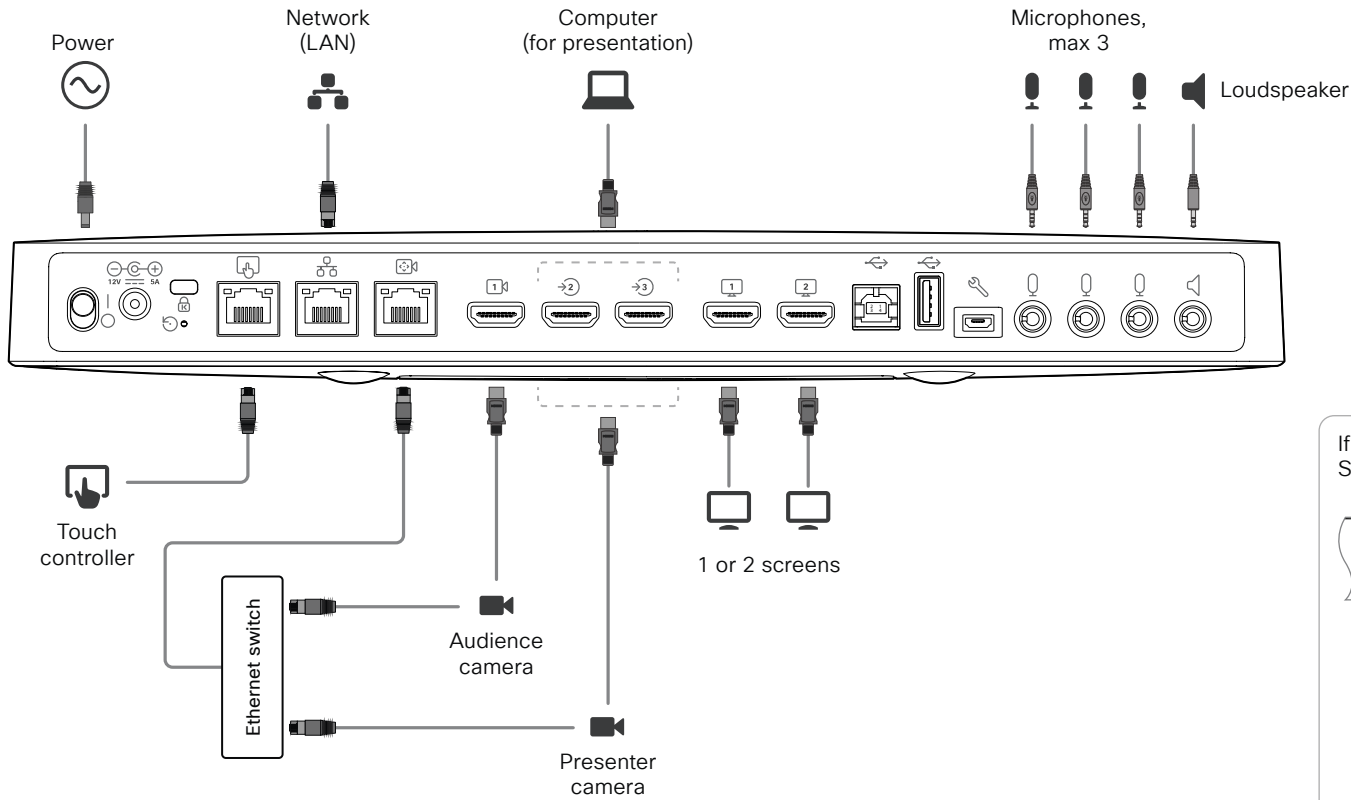 Power
Network
(LAN)
Computer
(for presentation)
Microphones,
max 3
Loudspeaker
12V 5A
K
1
2
3
1
2
Touch
controller
Ethernet switch
Audience
camera
Presenter
camera
1 or 2 screens
If
S